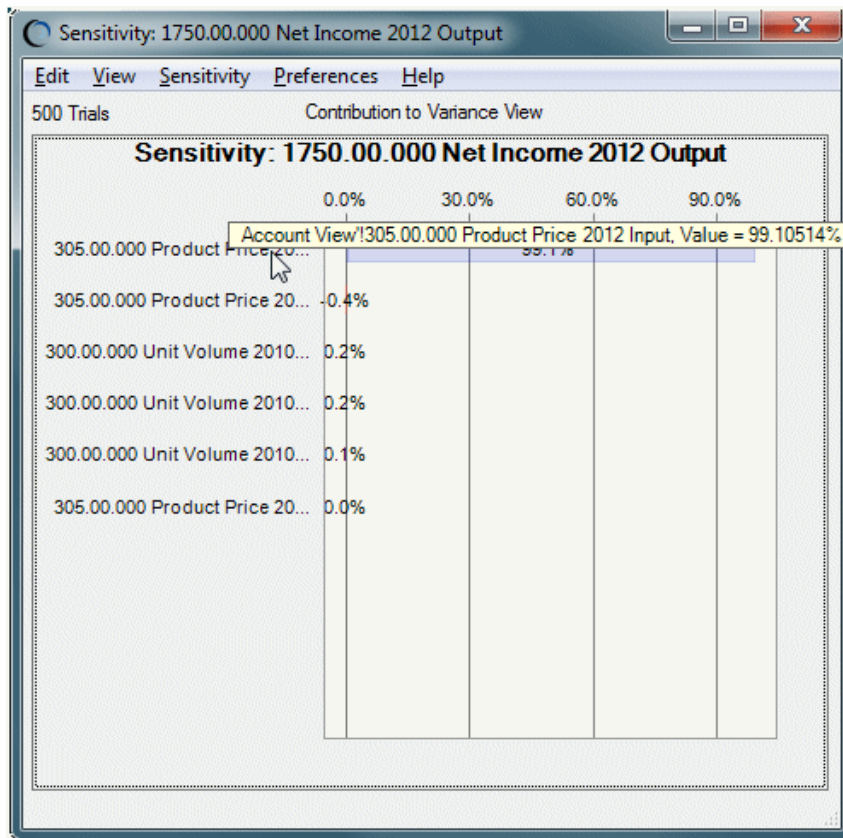 Sensitivity: 1750.00.000 Net Income 2012 Output
Edit View Sensitivity Preferences Help
500 Trials Contribution to Variance View
Sensitivity: 1750.00.000 Net Income 2012 Output
0.0% 30.0% 60.0% 90.0%
Account View'!305.00.000 Product Price 2012 Input, Value = 99.10514%
305.00.000 Product Price 20... 99.1%
305.00.000 Product Price 20... -0.4%
300.00.000 Unit Volume 2010... 0.2%
300.00.000 Unit Volume 2010... 0.2%
300.00.000 Unit Volume 2010... 0.1%
305.00.000 Product Price 20... 0.0%